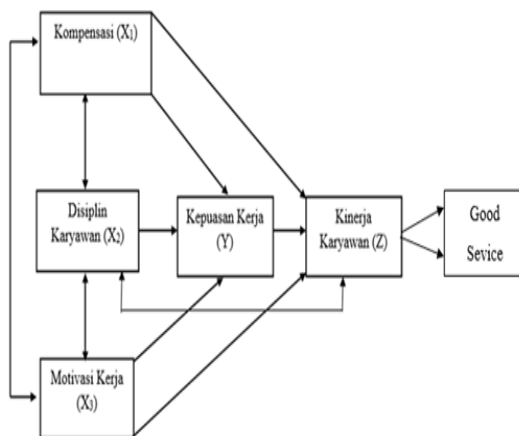 Kompensasi (X1)
Disiplin
Karyawan (X2)
Kepuasan Kerja
(Y)
Kinerja
Karyawan (Z)
Good
Sevice
Motivasi Kerja
(X3)